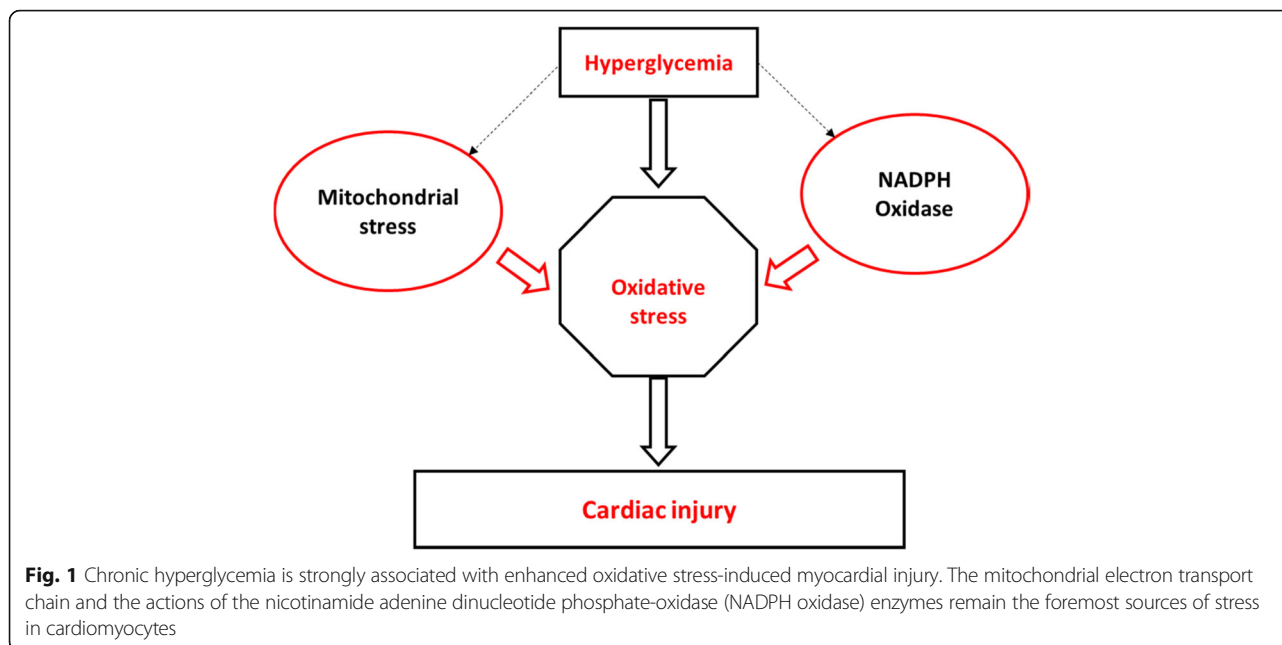 Hyperglycemia
Mitochondrial
stress
NADPH
Oxidase
Oxidative
stress
Cardiac injury
Fig. 1 Chronic hyperglycemia is strongly associated with enhanced oxidative stress-induced myocardial injury. The mitochondrial electron transport
chain and the actions of the nicotinamide adenine dinucleotide phosphate-oxidase (NADPH oxidase) enzymes remain the foremost sources of stress
in cardiomyocytes